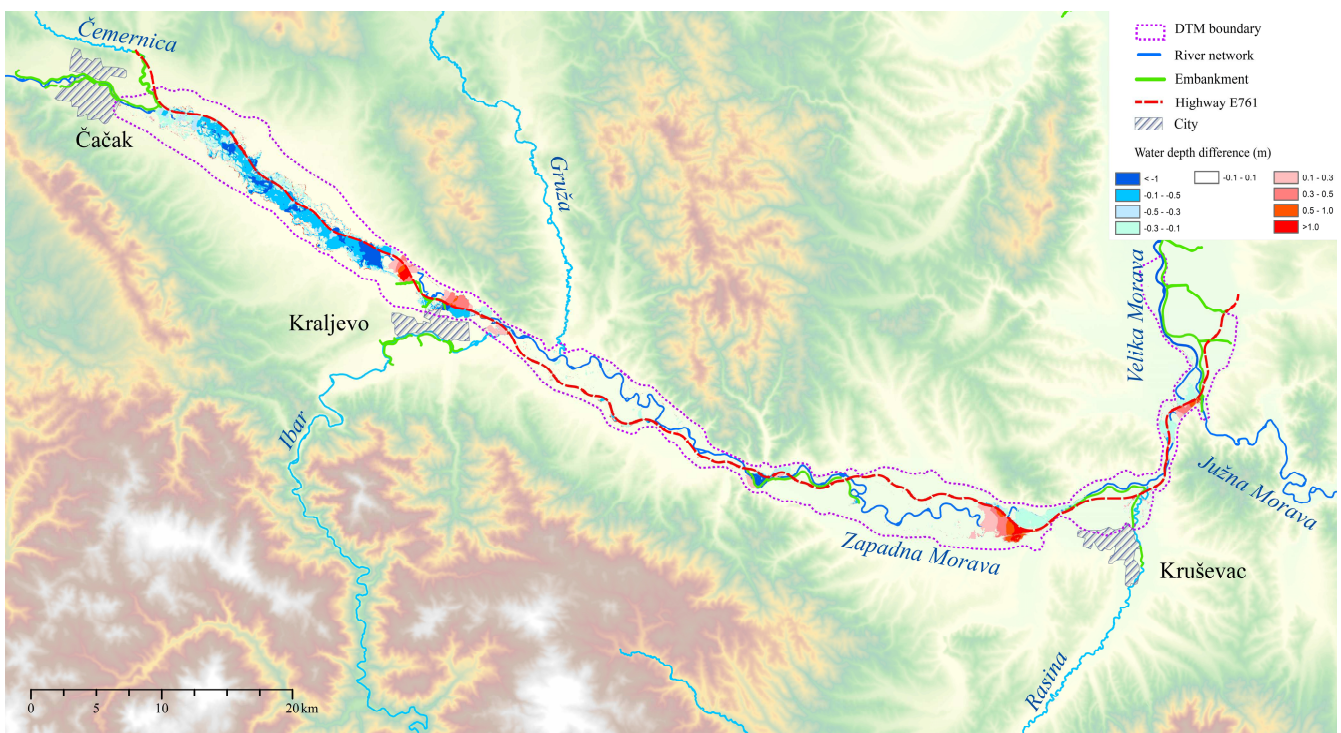 Čemernica
Čačak
Gruža
Kraljevo
Ibar
Zapadna Morava
Kruševac
Rasina
Velika Morava
Južna Morava
DTM boundary
River network
Embankment
Highway E761
City
Water depth difference (m)
< -1
-0.1 - -0.5
-0.5 - -0.3
-0.3 - -0.1
-0.1 - 0.1
0.1 - 0.3
0.3 - 0.5
0.5 - 1.0
>1.0
0 5 10 20 km